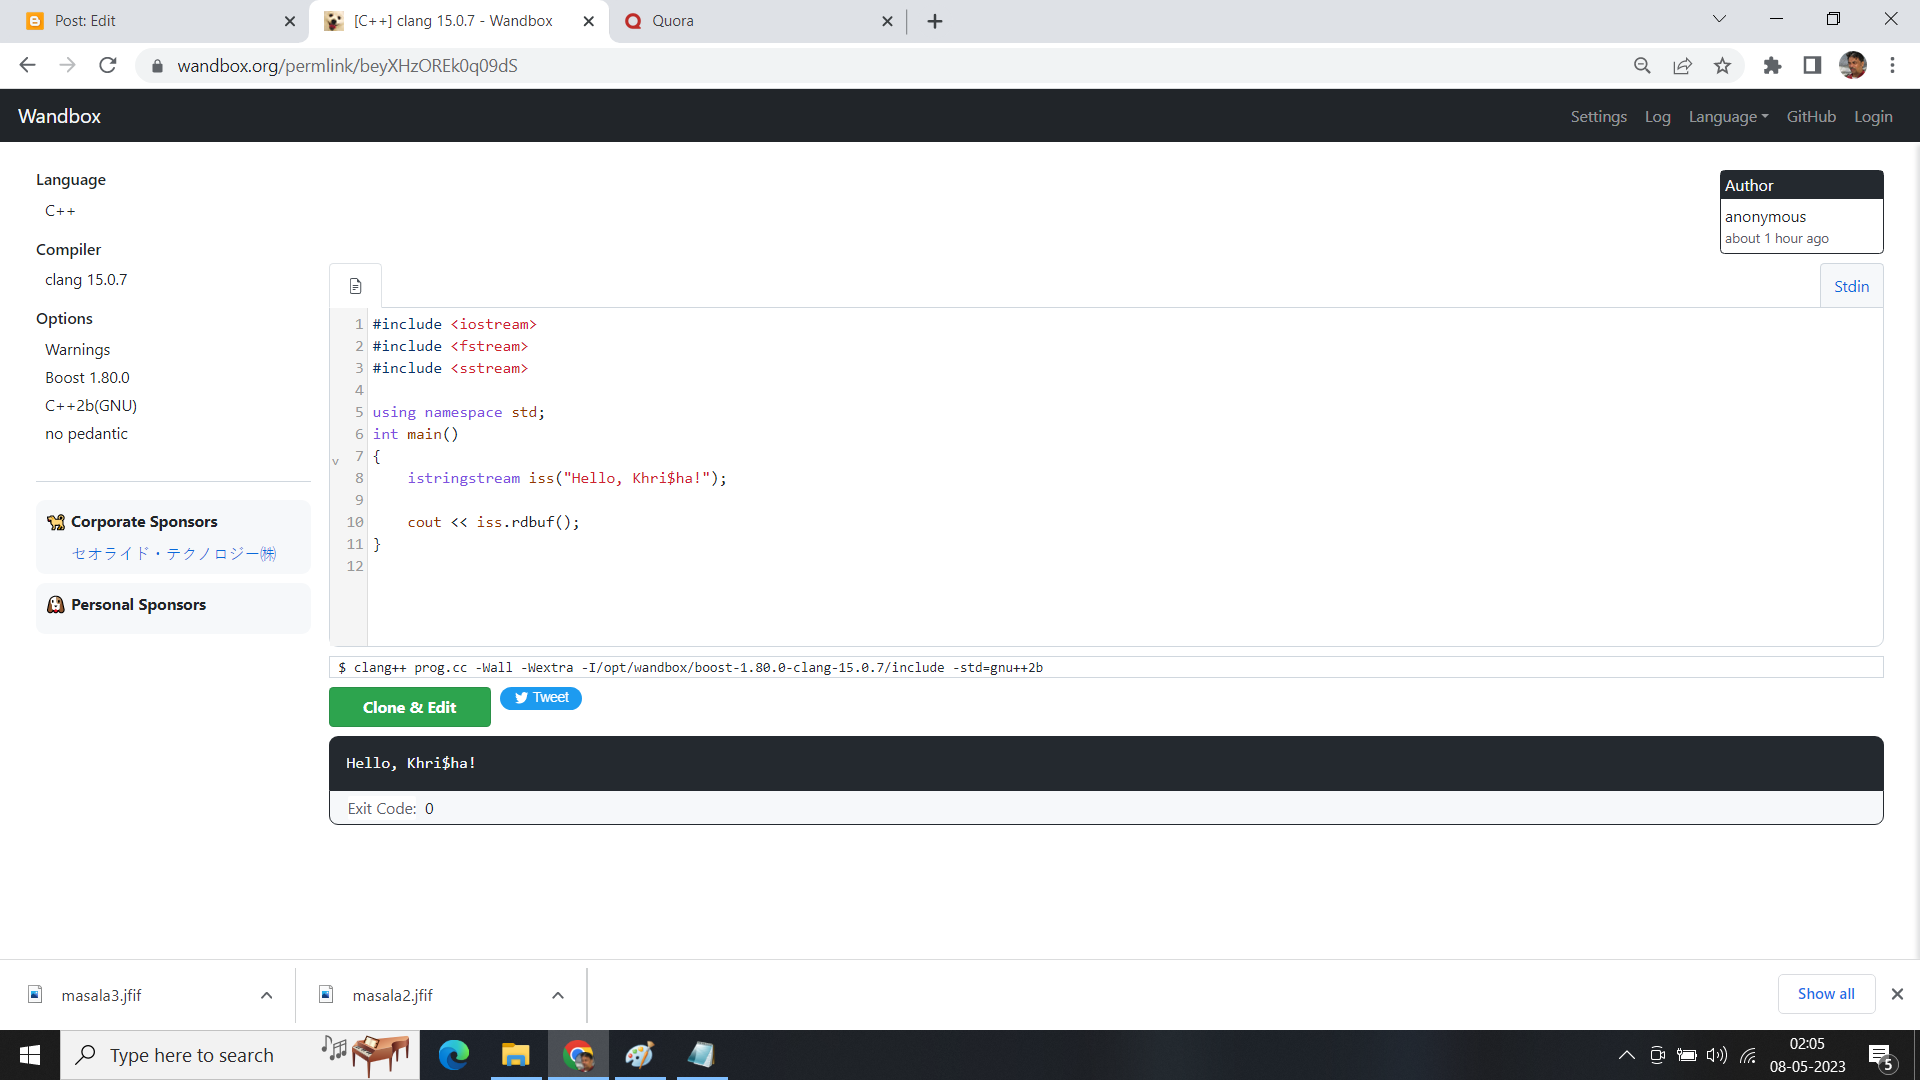 Post: Edit
[C++] clang 15.0.7 - Wandbox
Quora
wandbox.org/permlink/beyXHzOREk0q09dS
Wandbox
Settings Log Language GitHub Login
Language
C++
Compiler
clang 15.0.7
Options
Warnings
Boost 1.80.0
C++2b(GNU)
no pedantic
Corporate Sponsors
セオライド・テクノロジー㈱
Personal Sponsors
Author
anonymous
about 1 hour ago
Stdin
1 #include <iostream>
2 #include <fstream>
3 #include <sstream>
4
5 using namespace std;
6 int main()
7 {
8 istringstream iss("Hello, Khri$ha!");
9
10 cout << iss.rdbuf();
11 }
12
$ clang++ prog.cc -Wall -Wextra -I/opt/wandbox/boost-1.80.0-clang-15.0.7/include -std=gnu++2b
Clone & Edit
Tweet
Hello, Khri$ha!
Exit Code: 0
masala3.jfif
masala2.jfif
Show all
Type here to search
02:05
08-05-2023
5